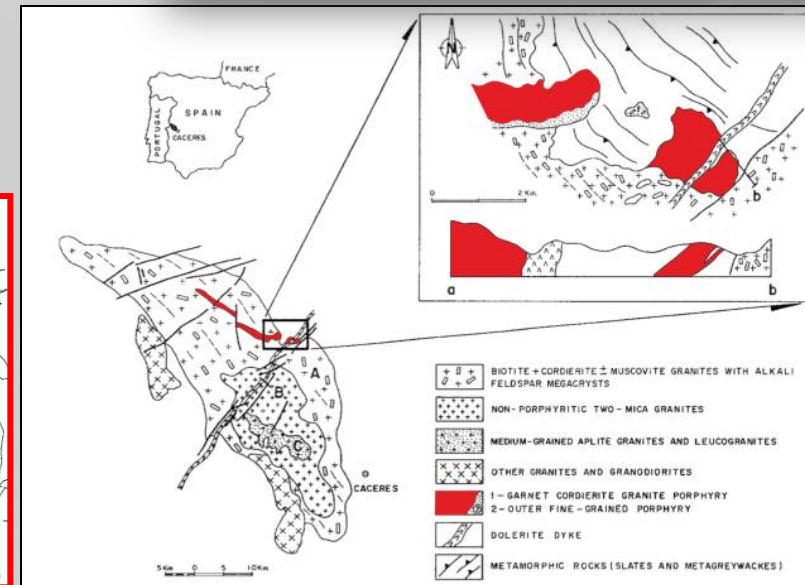 FRANCE
SPAIN
PORTUGAL
CACERES
N
0 2 Km.
b
a b
A
B
C
CACERES
5 Km 0 5 10 Km
BIOTITE + CORDIERITE ± MUSCOVITE GRANITES WITH ALKALI
FELDSPAR MEGACRYSTS
NON-PORPHYRITIC TWO-MICA GRANITES
MEDIUM-GRAINED APLITE GRANITES AND LEUCOGRANITES
OTHER GRANITES AND GRANODIORITES
1-GARNET CORDIERITE GRANITE PORPHYRY
2-OUTER FINE-GRAINED PORPHYRY
DOLERITE DYKE
METAMORPHIC ROCKS (SLATES AND METAGREYWACKES)